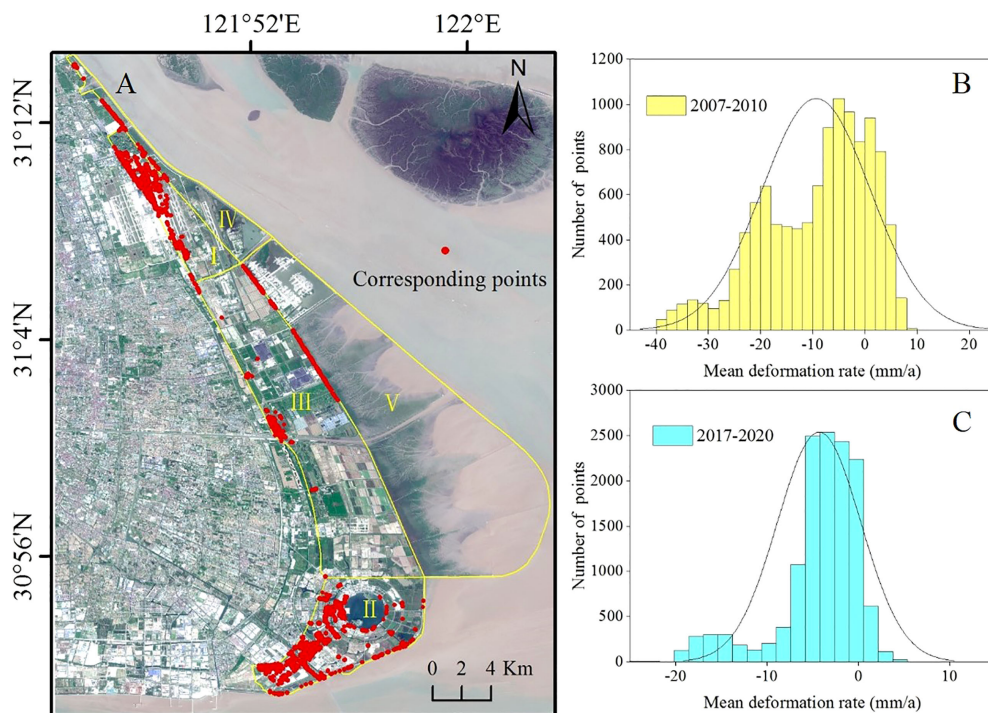 121°52'E
122°E
31°12'N
31°4'N
30°56'N
A
N
IV
I
Corresponding points
III
V
II
0 2 4 Km
B
2007-2010
1200
1000
800
600
400
200
0
Number of points
-40 -30 -20 -10 0 10 20
Mean deformation rate (mm/a)
C
2017-2020
3000
2500
2000
1500
1000
500
0
Number of points
-20 -10 0 10
Mean deformation rate (mm/a)